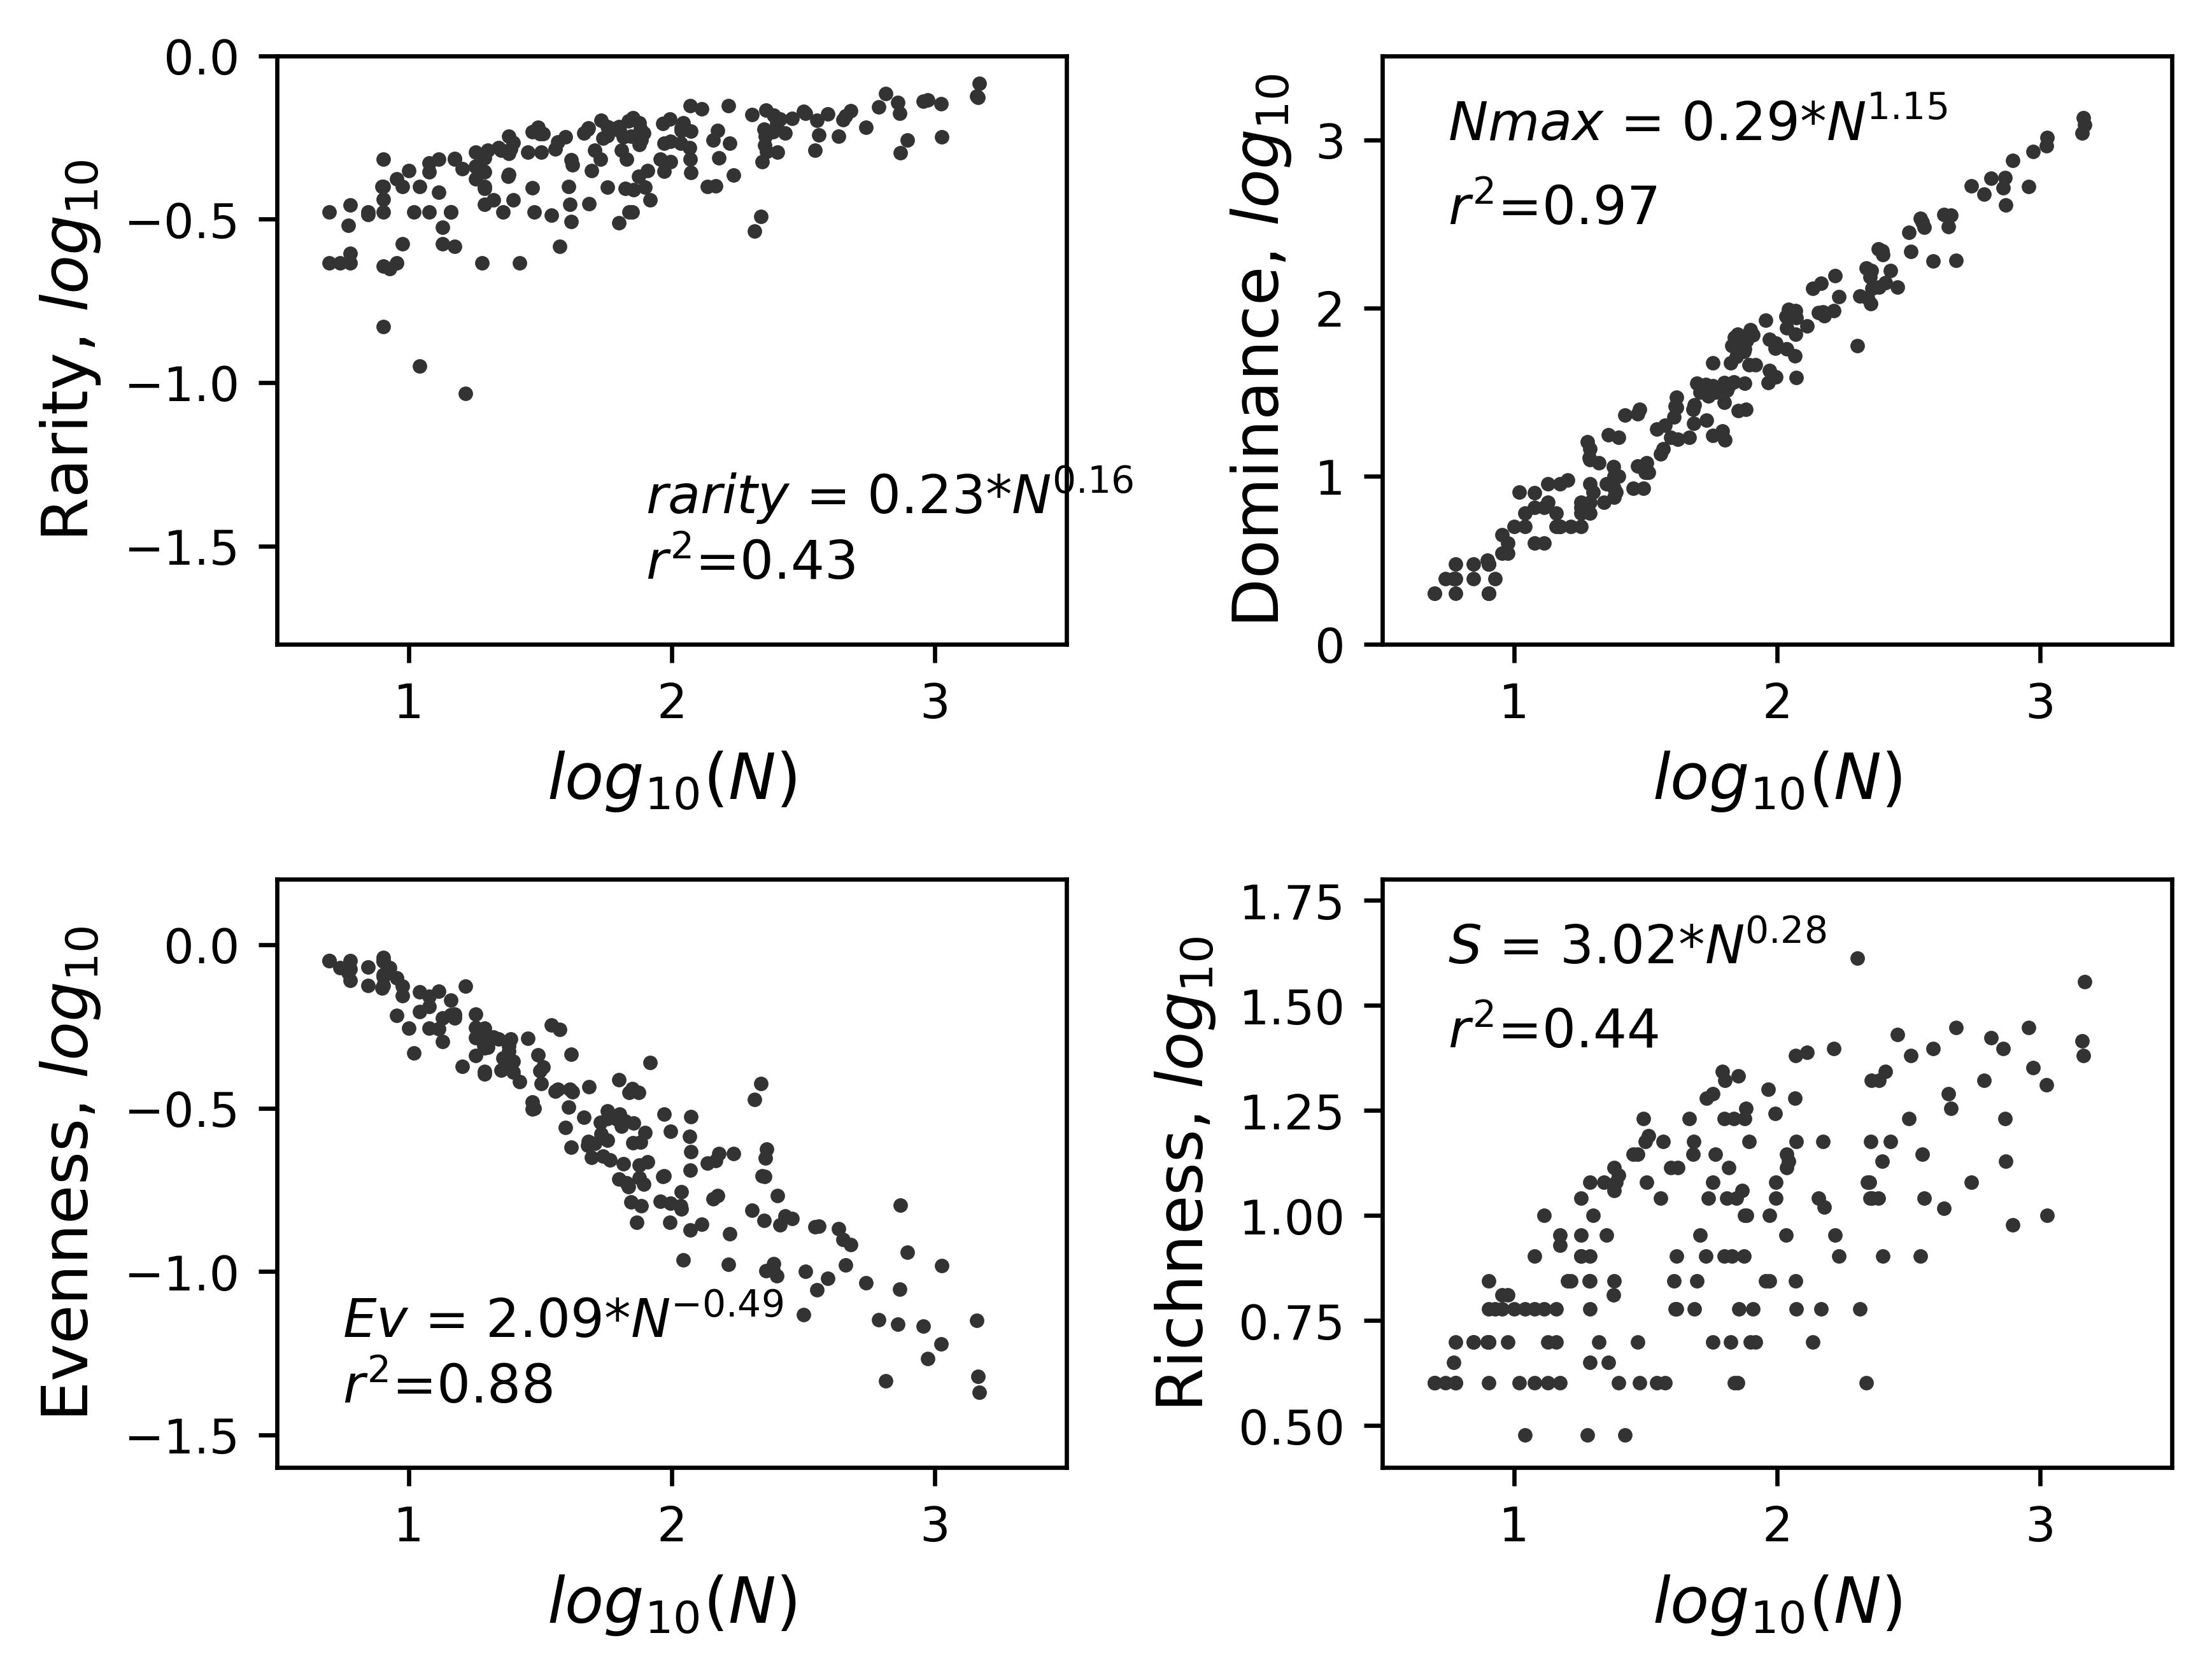 Rarity, log₁₀
0.0
−0.5
−1.0
−1.5
rarity = 0.23*N^0.16
r²=0.43
1 2 3
log₁₀(N)
Dominance, log₁₀
3
2
1
0
Nmax = 0.29*N^1.15
r²=0.97
1 2 3
log₁₀(N)
Evenness, log₁₀
0.0
−0.5
−1.0
−1.5
Ev = 2.09*N^−0.49
r²=0.88
1 2 3
log₁₀(N)
Richness, log₁₀
1.75
1.50
1.25
1.00
0.75
0.50
S = 3.02*N^0.28
r²=0.44
1 2 3
log₁₀(N)